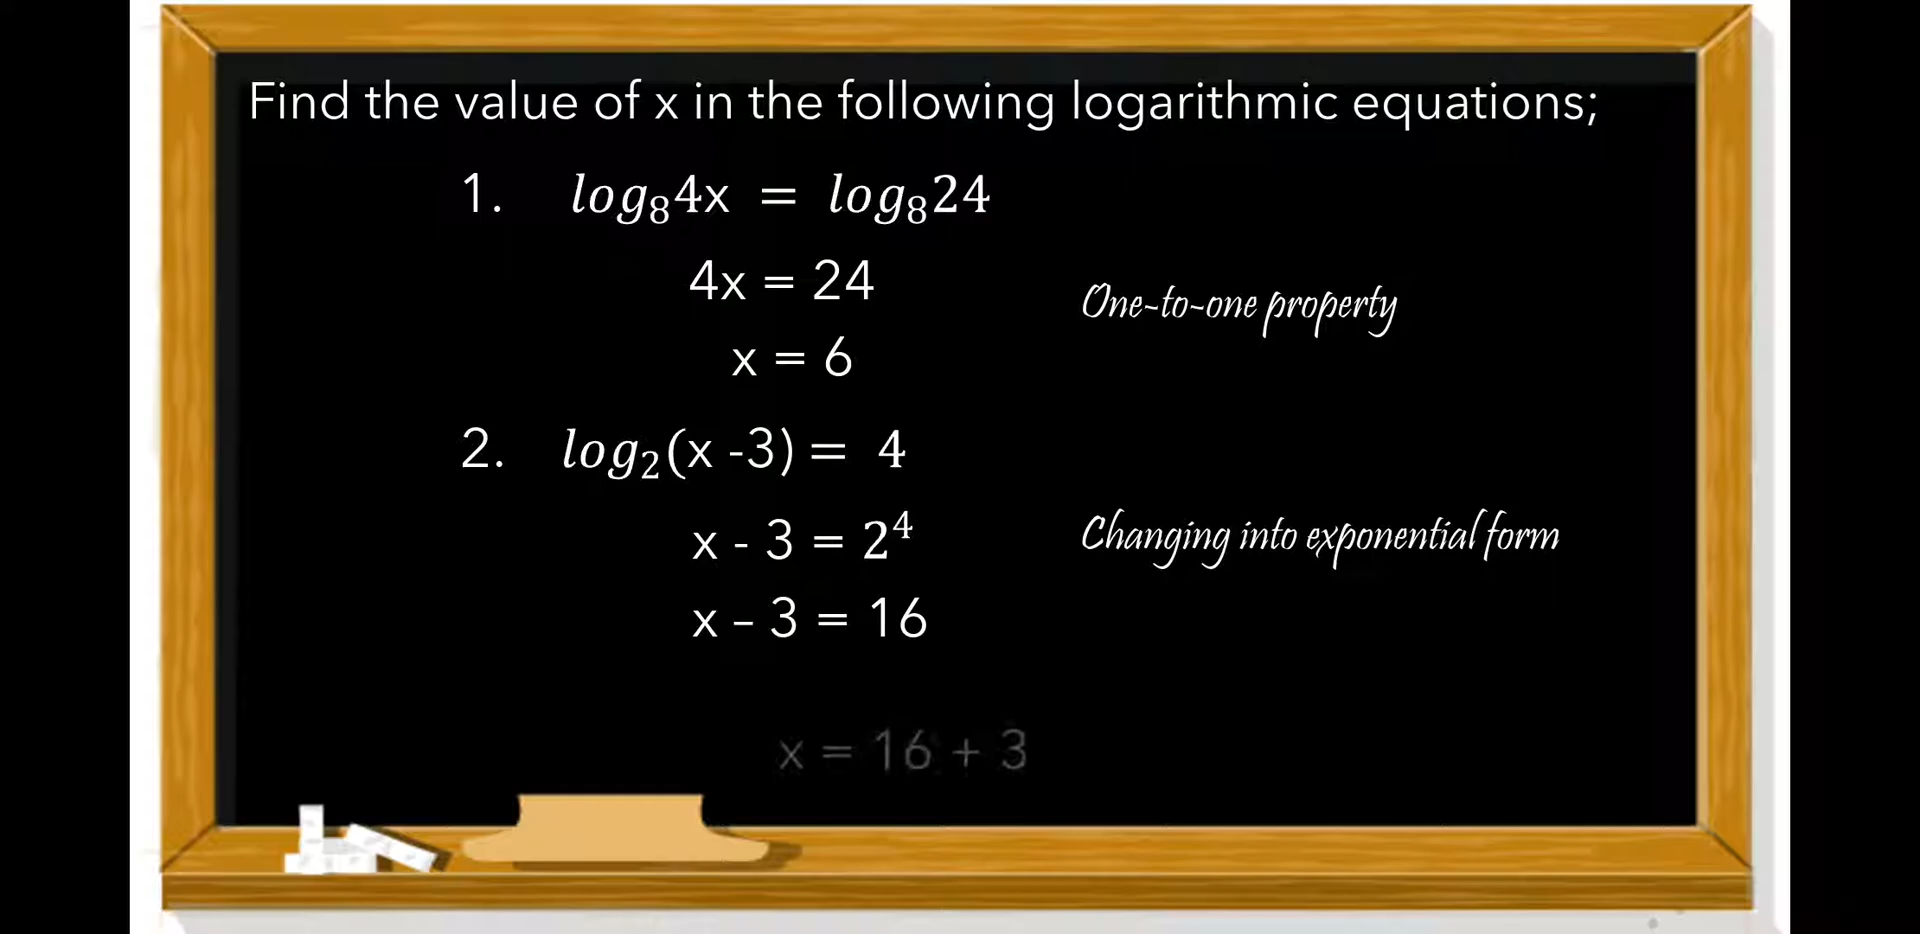 Find the value of x in the following logarithmic equations;
1. log₈4x = log₈24
4x = 24
One-to-one property
x = 6
2. log₂(x -3) = 4
x - 3 = 2⁴
Changing into exponential form
x – 3 = 16
x = 16 + 3